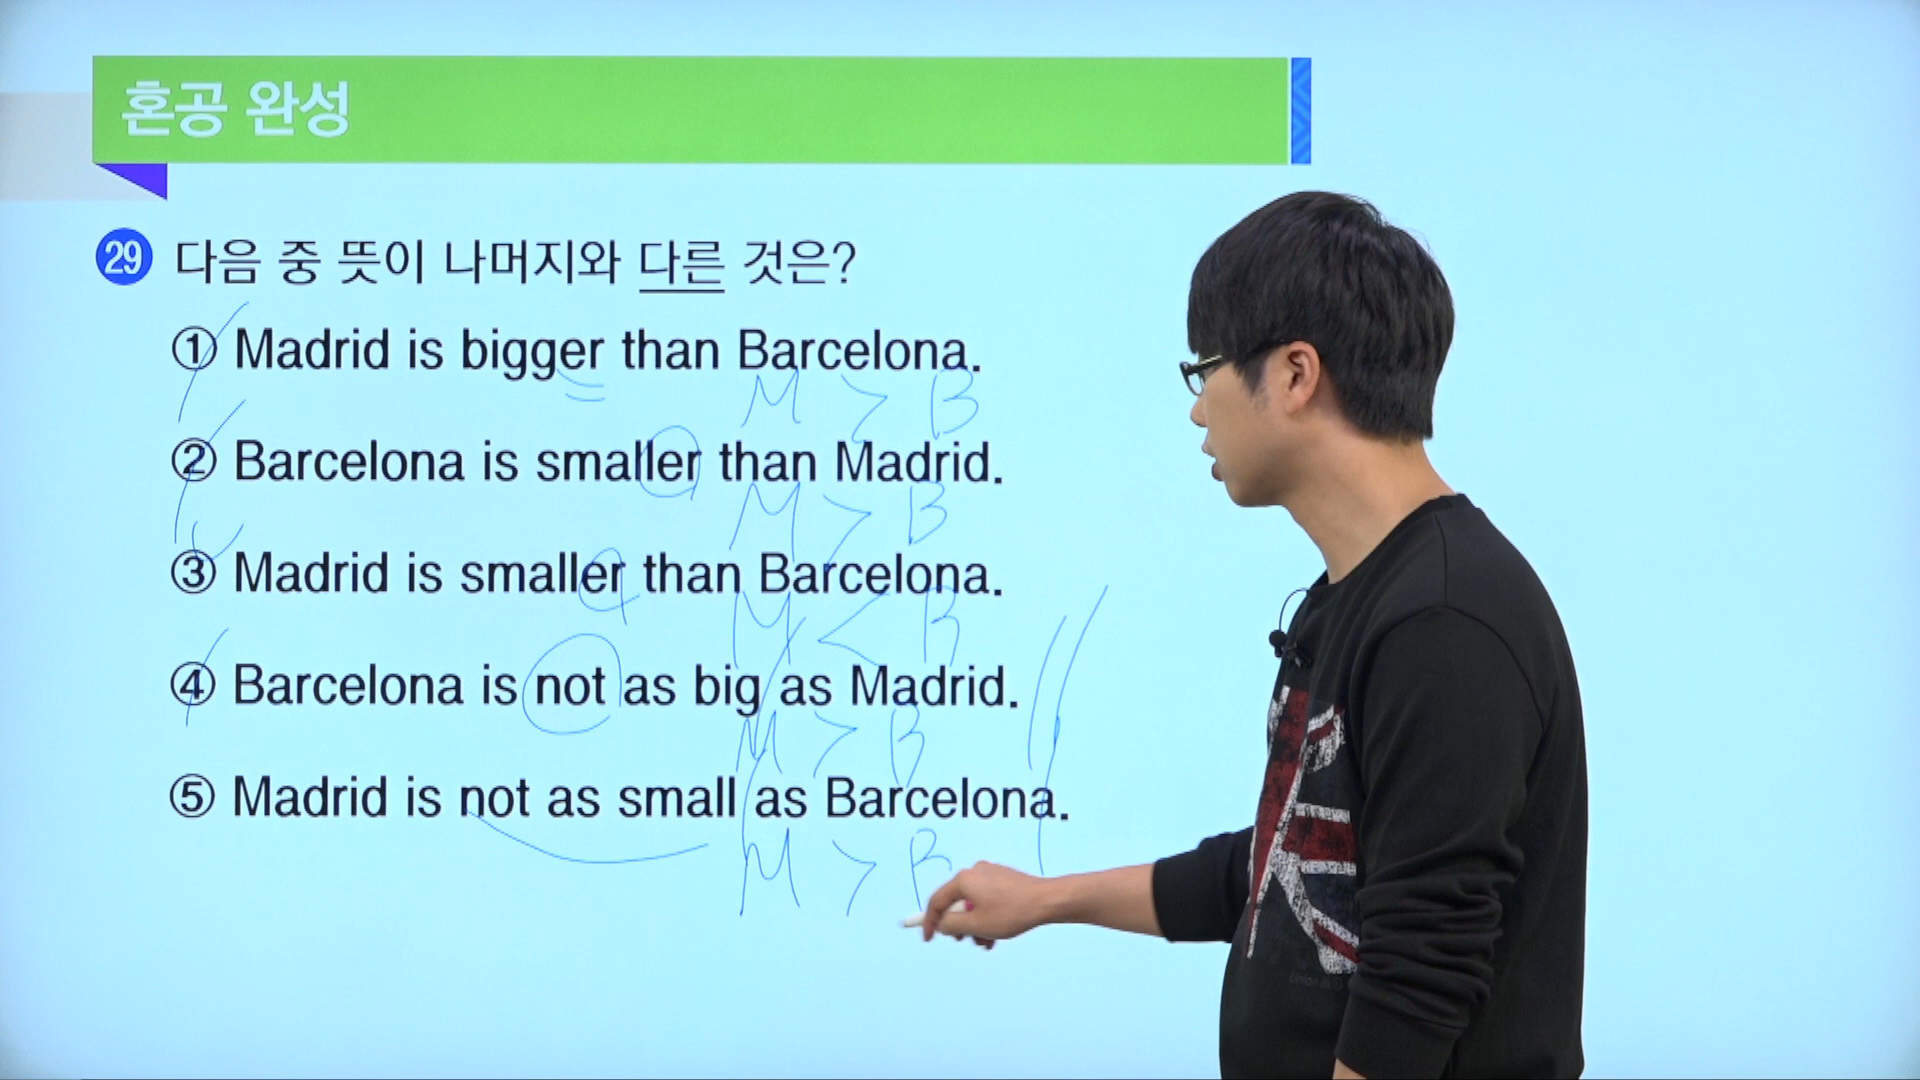 혼공 완성
29 다음 중 뜻이 나머지와 다른 것은?
① Madrid is bigger than Barcelona.
M > B
② Barcelona is smaller than Madrid.
M > B
③ Madrid is smaller than Barcelona.
M < B
④ Barcelona is not as big as Madrid.
M > B
⑤ Madrid is not as small as Barcelona.
M > B